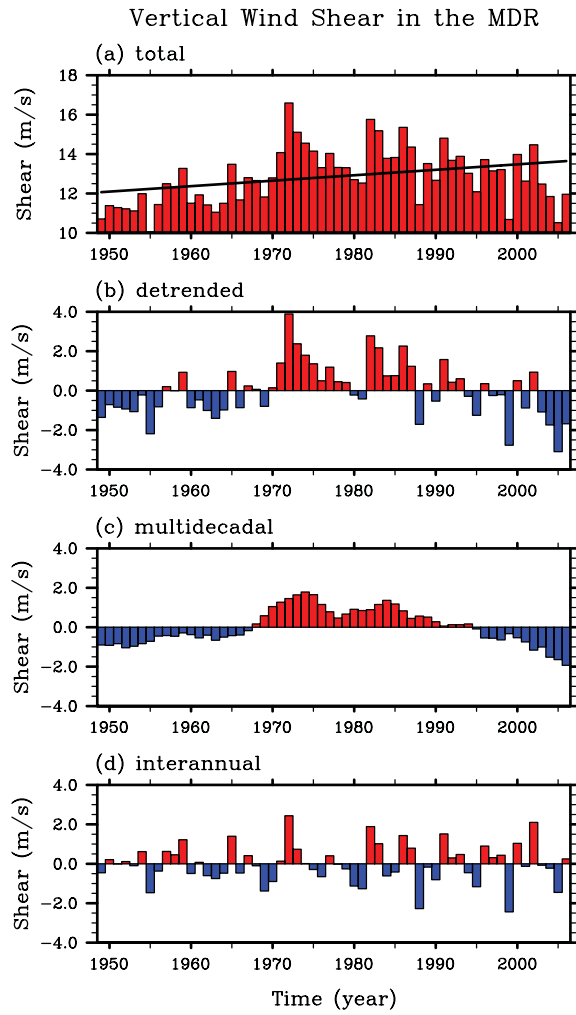 Vertical Wind Shear in the MDR
(a) total
Shear (m/s)
18
16
14
12
10
1950 1960 1970 1980 1990 2000
(b) detrended
Shear (m/s)
4.0
2.0
0.0
−2.0
−4.0
1950 1960 1970 1980 1990 2000
(c) multidecadal
Shear (m/s)
4.0
2.0
0.0
−2.0
−4.0
1950 1960 1970 1980 1990 2000
(d) interannual
Shear (m/s)
4.0
2.0
0.0
−2.0
−4.0
1950 1960 1970 1980 1990 2000
Time (year)